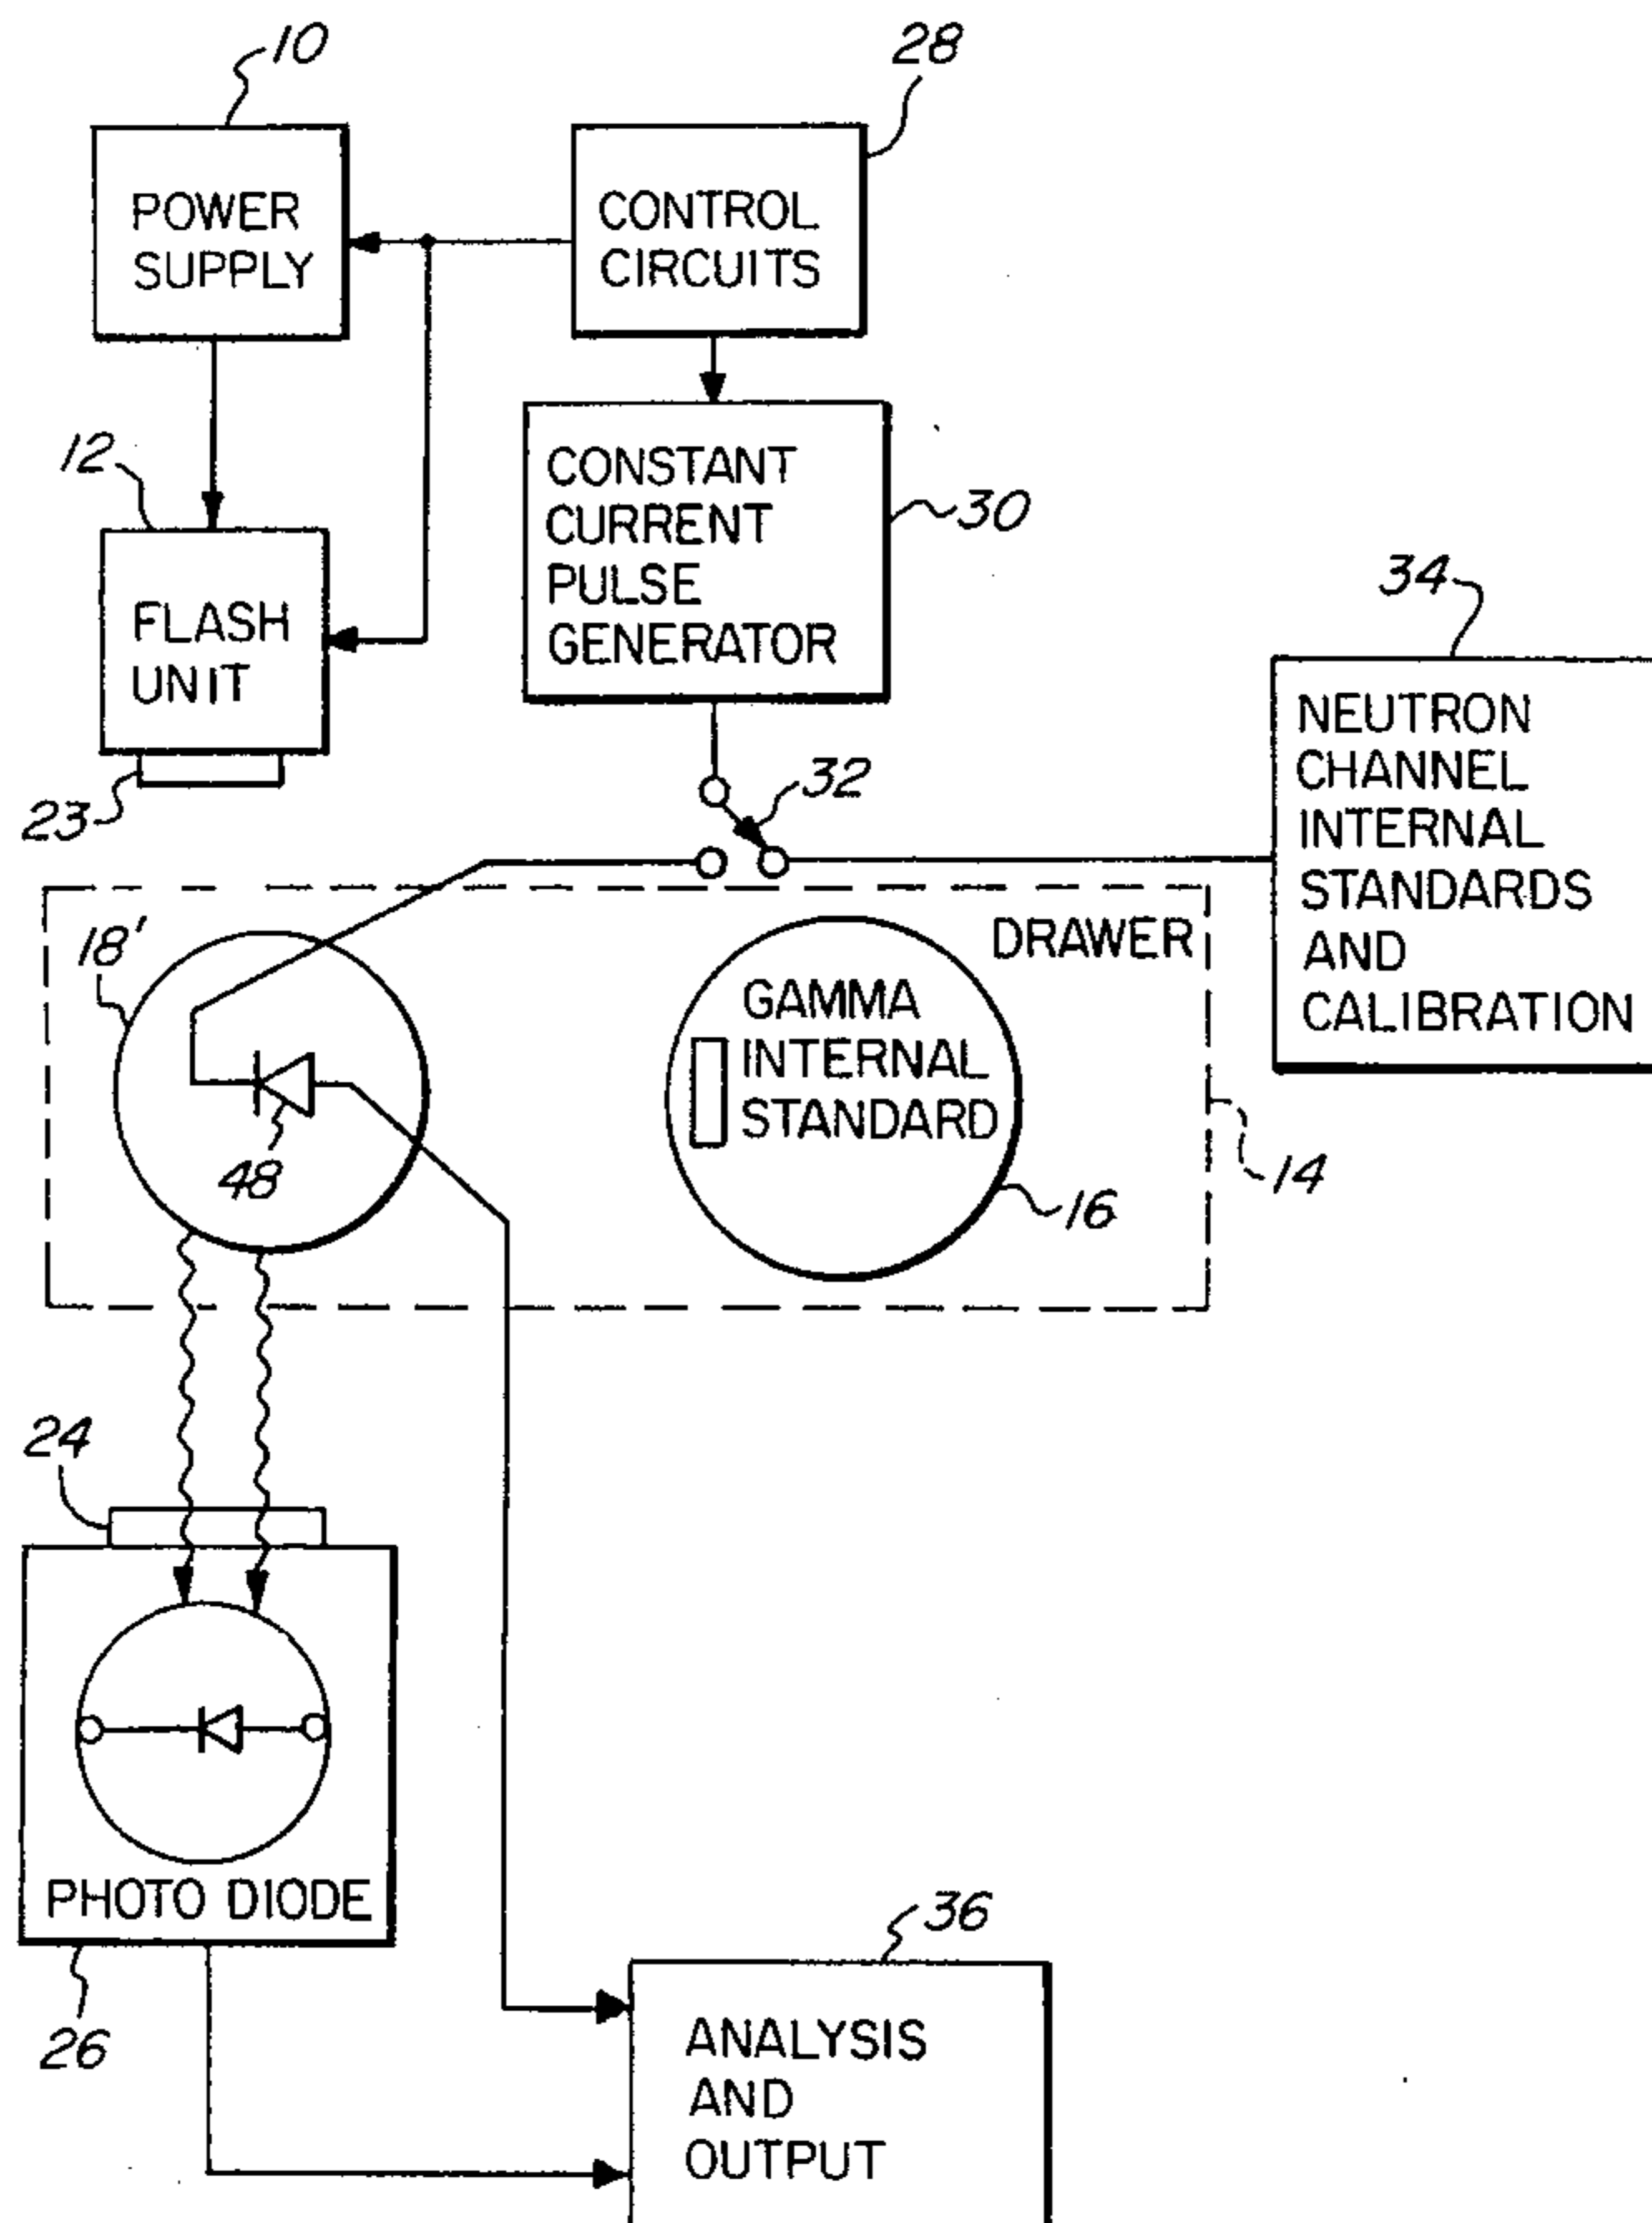 10
28
POWER
SUPPLY
CONTROL
CIRCUITS
12
CONSTANT
CURRENT
PULSE
GENERATOR
30
34
FLASH
UNIT
23
32
NEUTRON
CHANNEL
INTERNAL
STANDARDS
AND
CALIBRATION
18'
DRAWER
GAMMA
INTERNAL
STANDARD
48
16
14
24
PHOTO DIODE
26
36
ANALYSIS
AND
OUTPUT